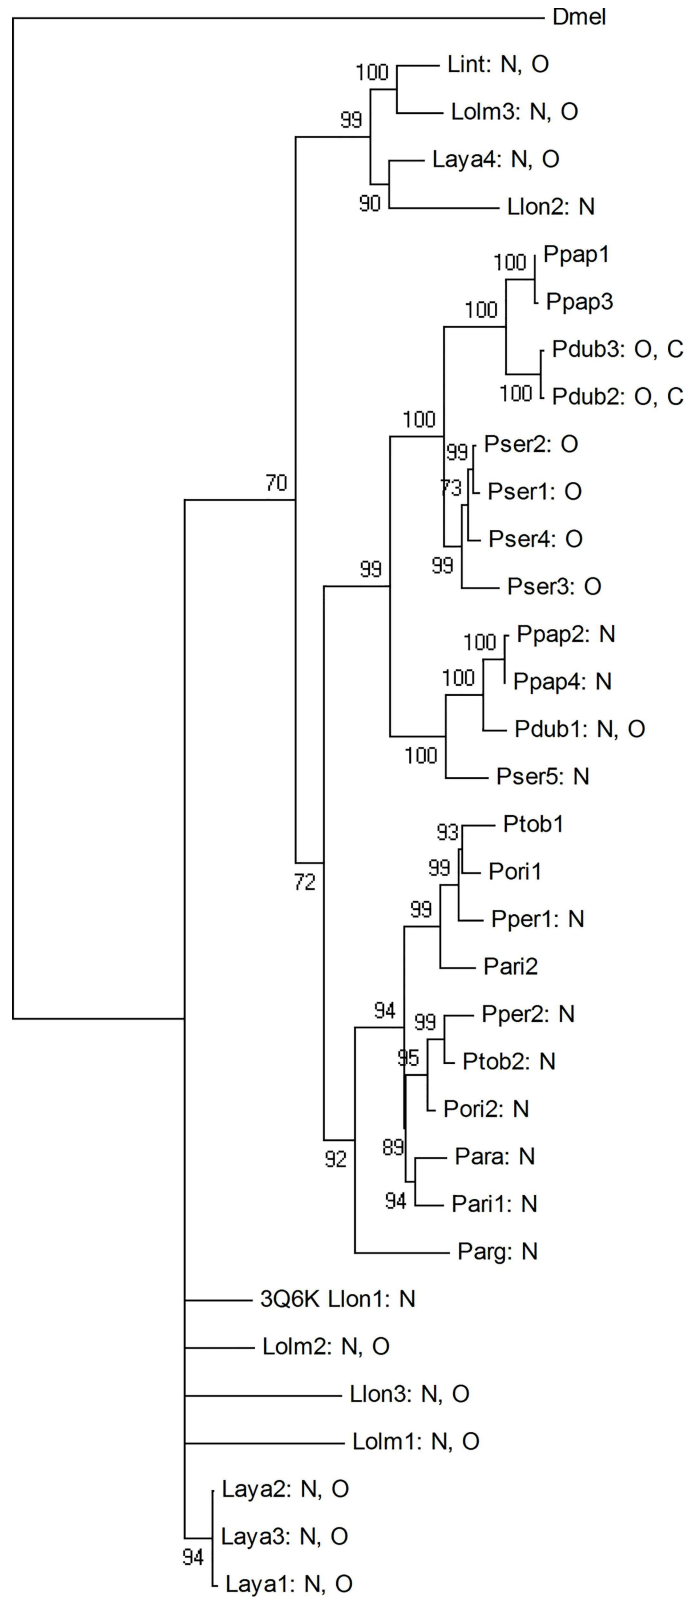 Dmel
100
Lint: N, O
Lolm3: N, O
99
Laya4: N, O
90
Llon2: N
Ppap1
100
Ppap3
100
Pdub3: O, C
100
Pdub2: O, C
100
Pser2: O
99
Pser1: O
73
Pser4: O
99
Pser3: O
70
99
Ppap2: N
100
Ppap4: N
100
Pdub1: N, O
100
Pser5: N
Ptob1
93
Pori1
99
Pper1: N
99
Pari2
72
94
Pper2: N
99
Ptob2: N
95
Pori2: N
89
Para: N
94
Pari1: N
92
Parg: N
3Q6K Llon1: N
Lolm2: N, O
Llon3: N, O
Lolm1: N, O
Laya2: N, O
Laya3: N, O
94
Laya1: N, O